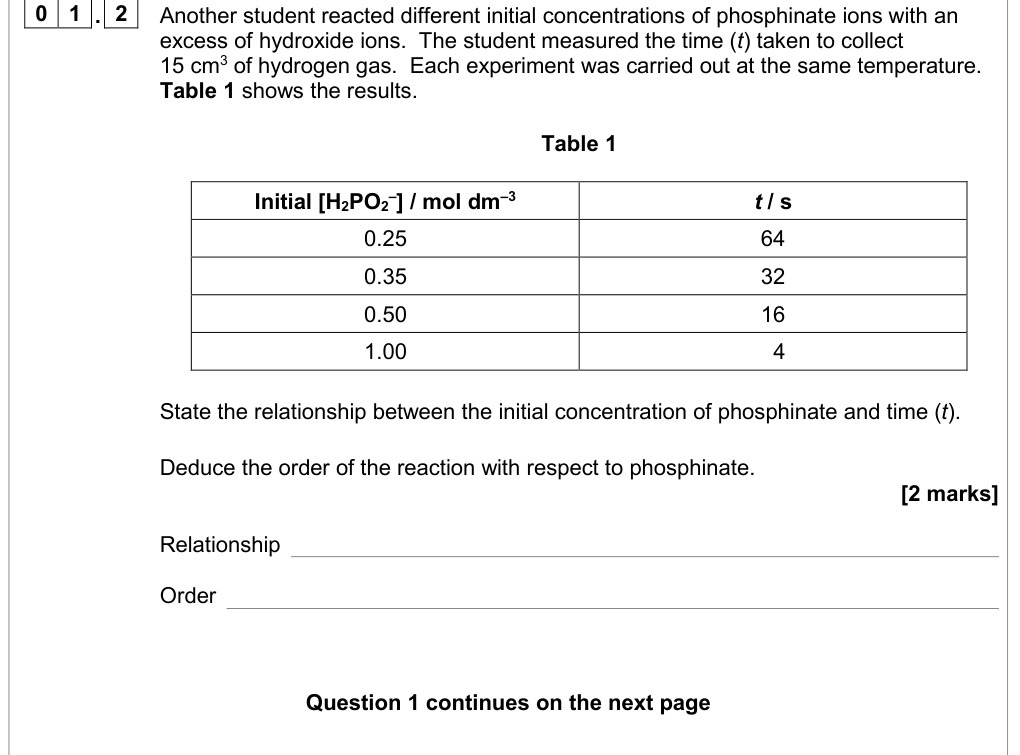 0 1 . 2 Another student reacted different initial concentrations of phosphinate ions with an
excess of hydroxide ions. The student measured the time (t) taken to collect
15 cm³ of hydrogen gas. Each experiment was carried out at the same temperature.
Table 1 shows the results.
Table 1
Initial [H₂PO₂⁻] / mol dm⁻³ t / s
0.25 64
0.35 32
0.50 16
1.00 4
State the relationship between the initial concentration of phosphinate and time (t).
Deduce the order of the reaction with respect to phosphinate.
[2 marks]
Relationship
Order
Question 1 continues on the next page